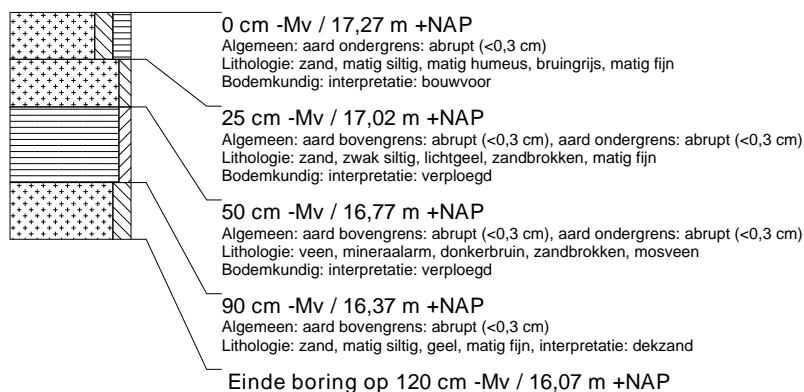 0 cm -Mv / 17,27 m +NAP
Algemeen: aard ondergrens: abrupt (<0,3 cm)
Lithologie: zand, matig siltig, matig humeus, bruingrijs, matig fijn
Bodemkundig: interpretatie: bouwvoor
25 cm -Mv / 17,02 m +NAP
Algemeen: aard bovengrens: abrupt (<0,3 cm), aard ondergrens: abrupt (<0,3 cm)
Lithologie: zand, zwak siltig, lichtgeel, zandbrokken, matig fijn
Bodemkundig: interpretatie: verploegd
50 cm -Mv / 16,77 m +NAP
Algemeen: aard bovengrens: abrupt (<0,3 cm), aard ondergrens: abrupt (<0,3 cm)
Lithologie: veen, mineraalarm, donkerbruin, zandbrokken, mosveen
Bodemkundig: interpretatie: verploegd
90 cm -Mv / 16,37 m +NAP
Algemeen: aard bovengrens: abrupt (<0,3 cm)
Lithologie: zand, matig siltig, geel, matig fijn, interpretatie: dekzand
Einde boring op 120 cm -Mv / 16,07 m +NAP